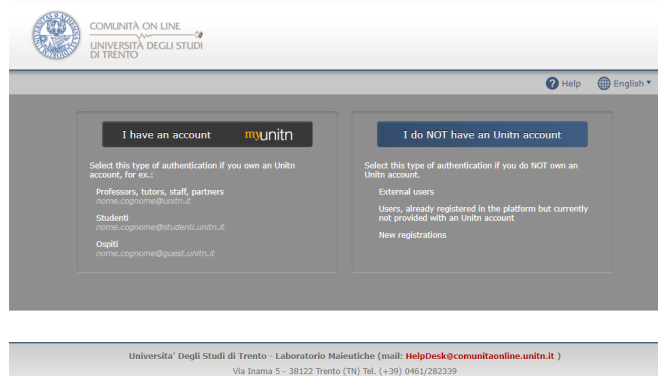 COMUNITÀ ON LINE
UNIVERSITÀ DEGLI STUDI
DI TRENTO
Help
English
I have an account myunitn
Select this type of authentication if you own an Unitn
account, for ex.:
Professors, tutors, staff, partners
nome.cognome@unitn.it
Studenti
nome.cognome@studenti.unitn.it
Ospiti
nome.cognome@guest.unitn.it
I do NOT have an Unitn account
Select this type of authentication if you do NOT own an
Unitn account.
External users
Users, already registered in the platform but currently
not provided with an Unitn account
New registrations
Universita' Degli Studi di Trento - Laboratorio Maieutiche (mail: HelpDesk@comunitaonline.unitn.it )
Via Inama 5 - 38122 Trento (TN) Tel. (+39) 0461/282339